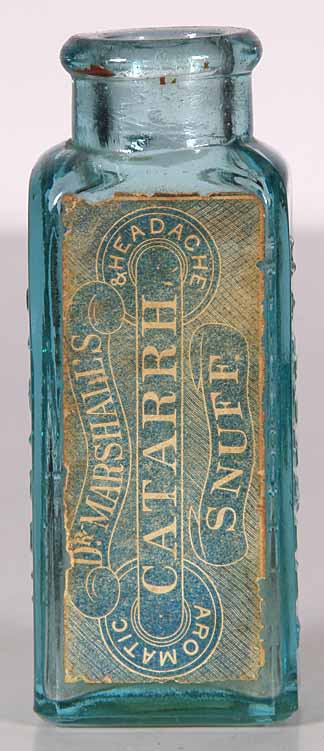 Dr MARSHALL'S
AROMATIC
CATARRH
& HEADACHE
SNUFF.